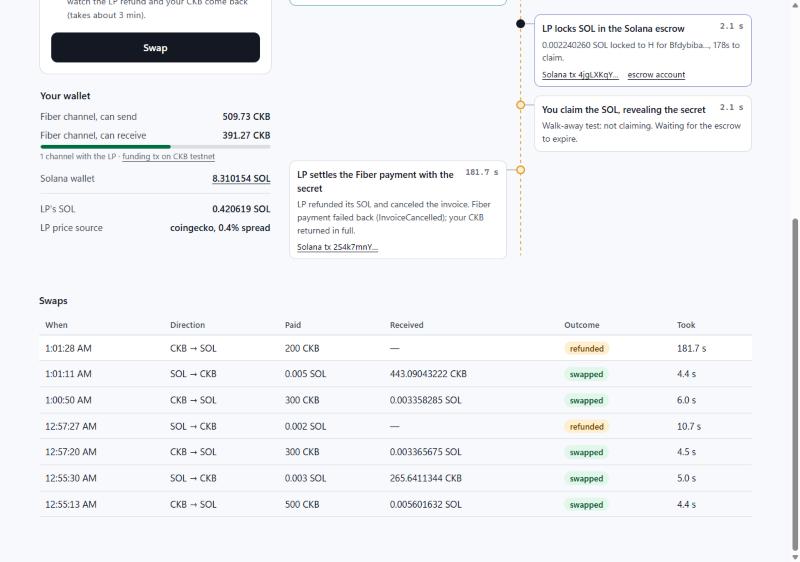 watch the LP refund and your CKB come back
(takes about 3 min).
Swap
Your wallet
Fiber channel, can send 509.73 CKB
Fiber channel, can receive 391.27 CKB
1 channel with the LP · funding tx on CKB testnet
Solana wallet 8.310154 SOL
LP's SOL 0.420619 SOL
LP price source coingecko, 0.4% spread
LP locks SOL in the Solana escrow 2.1 s
0.002240260 SOL locked to H for Bfdybiba..., 178s to
claim.
Solana tx 4jgLXKqY... escrow account
You claim the SOL, revealing the secret 2.1 s
Walk-away test: not claiming. Waiting for the escrow
to expire.
LP settles the Fiber payment with the 181.7 s
secret
LP refunded its SOL and canceled the invoice. Fiber
payment failed back (InvoiceCancelled); your CKB
returned in full.
Solana tx 2S4k7mnY...
Swaps
When Direction Paid Received Outcome Took
1:01:28 AM CKB → SOL 200 CKB — refunded 181.7 s
1:01:11 AM SOL → CKB 0.005 SOL 443.09043222 CKB swapped 4.4 s
1:00:50 AM CKB → SOL 300 CKB 0.003358285 SOL swapped 6.0 s
12:57:27 AM SOL → CKB 0.002 SOL — refunded 10.7 s
12:57:20 AM CKB → SOL 300 CKB 0.003365675 SOL swapped 4.5 s
12:55:30 AM SOL → CKB 0.003 SOL 265.6411344 CKB swapped 5.0 s
12:55:13 AM CKB → SOL 500 CKB 0.005601632 SOL swapped 4.4 s